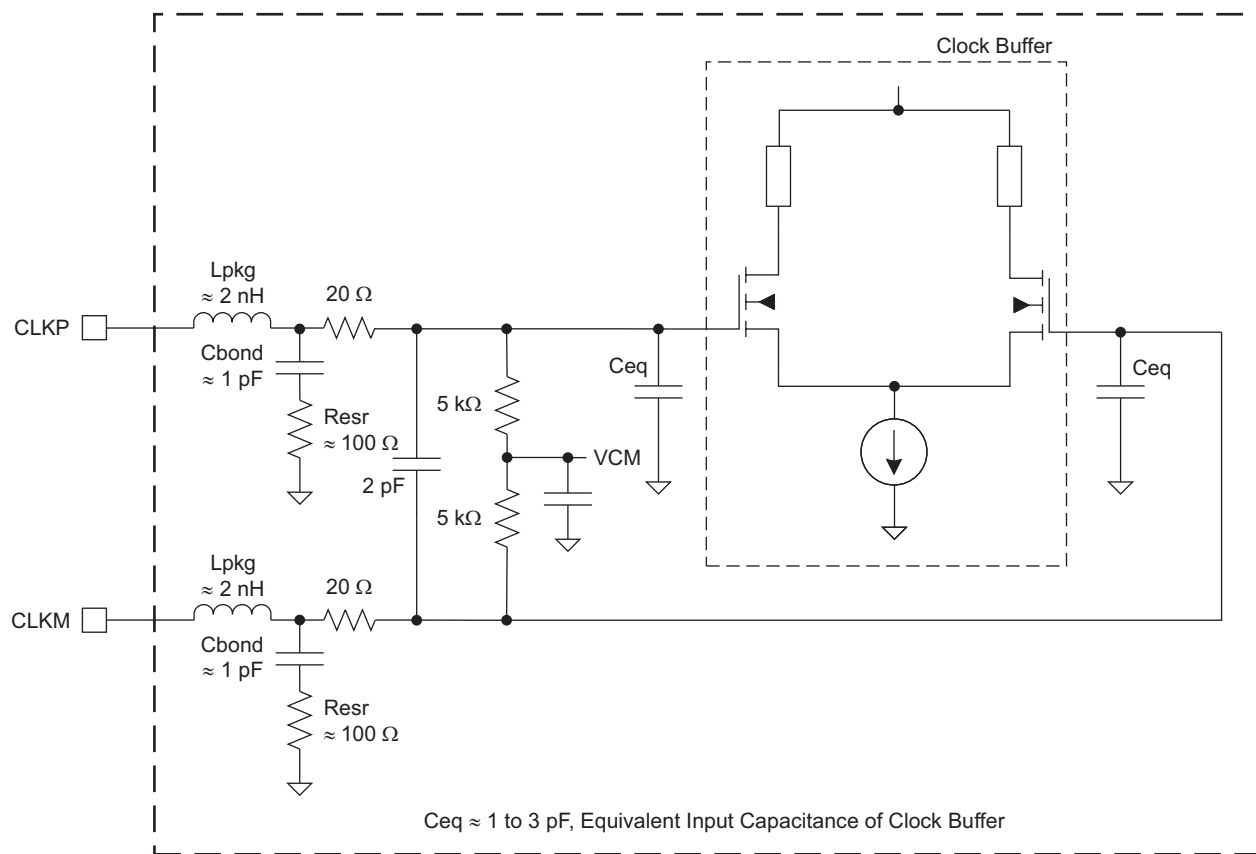 Clock Buffer
Lpkg
≈ 2 nH
20 Ω
CLKP
Cbond
≈ 1 pF
Resr
≈ 100 Ω
5 kΩ
Ceq
Ceq
2 pF
VCM
5 kΩ
Lpkg
≈ 2 nH
20 Ω
CLKM
Cbond
≈ 1 pF
Resr
≈ 100 Ω
Ceq ≈ 1 to 3 pF, Equivalent Input Capacitance of Clock Buffer